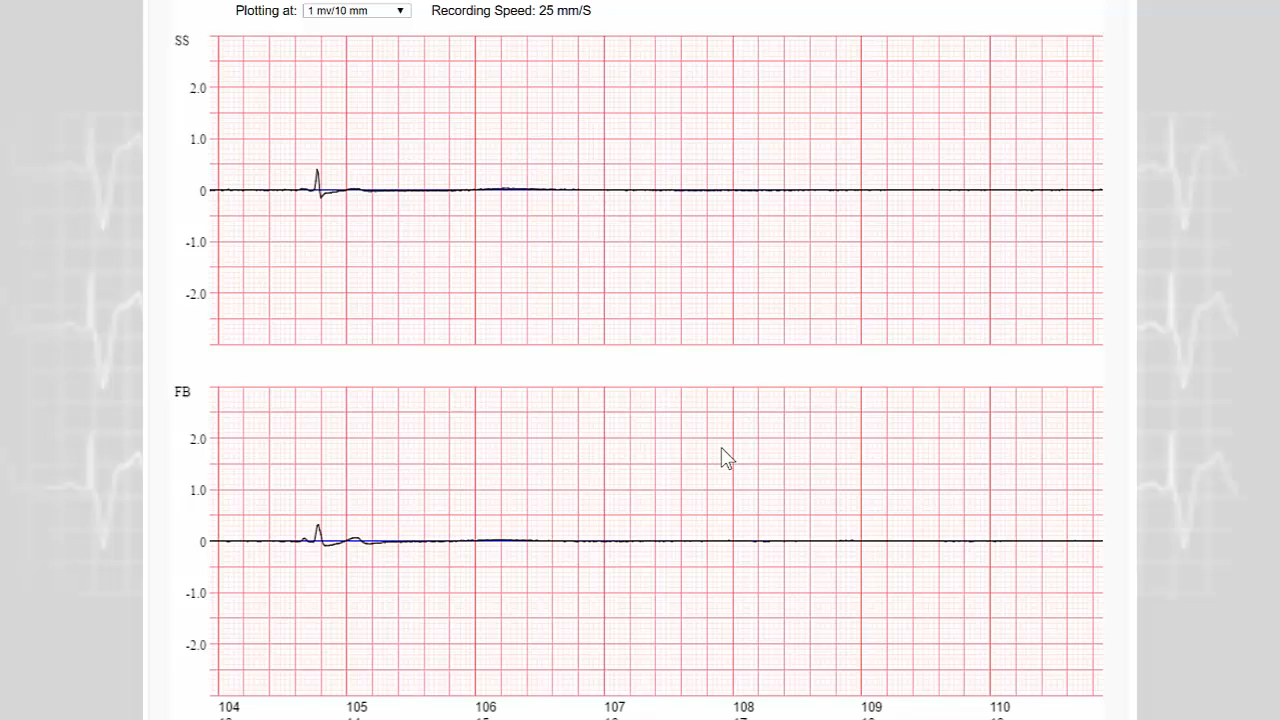 Plotting at: 1 mv/10 mm Recording Speed: 25 mm/S
SS
2.0
1.0
0
-1.0
-2.0
FB
2.0
1.0
0
-1.0
-2.0
104 105 106 107 108 109 110